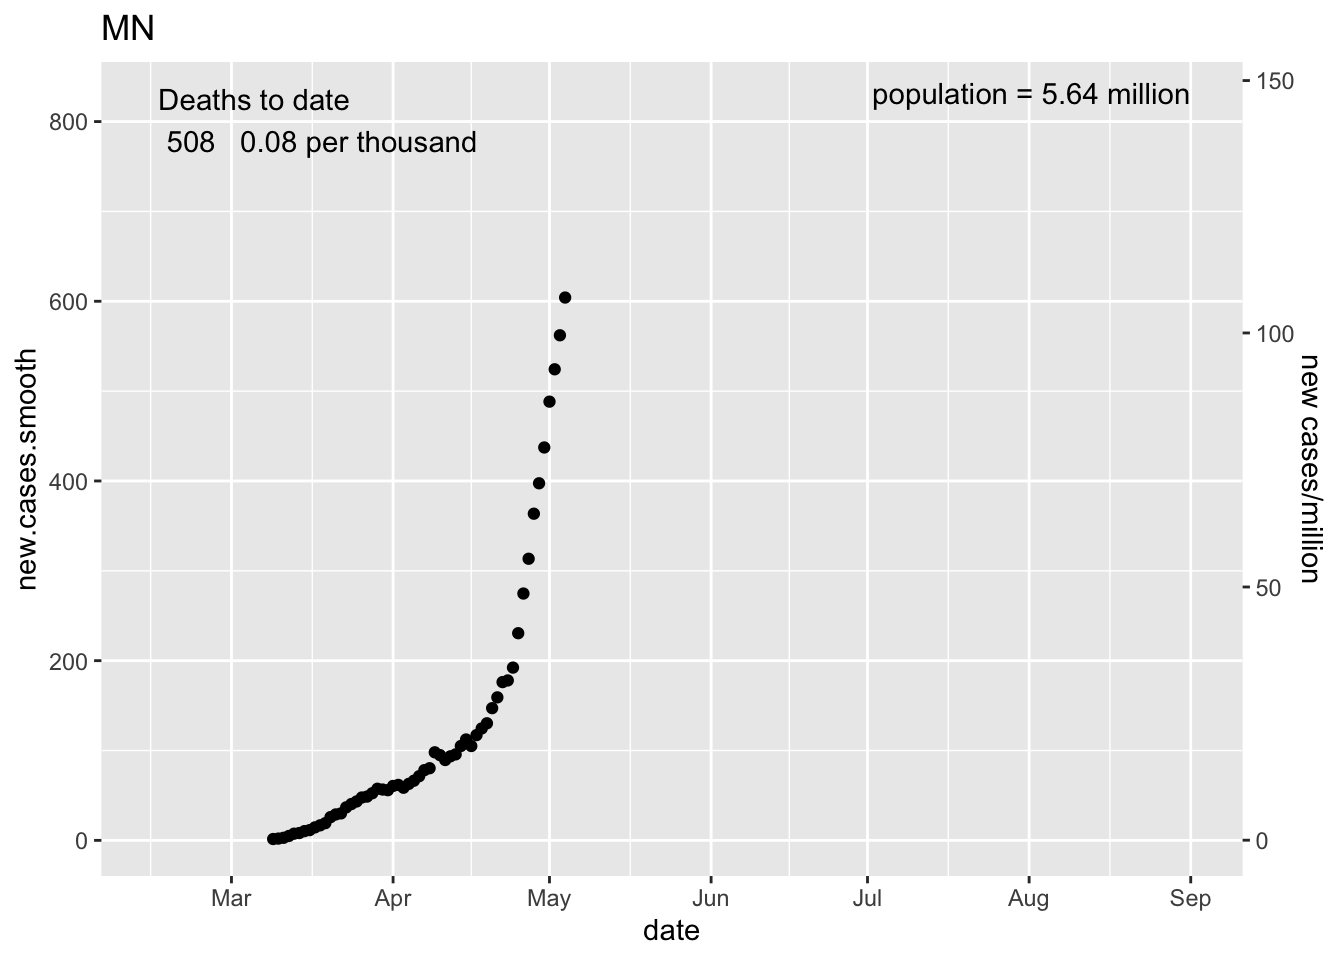 MN
Deaths to date
508 0.08 per thousand
population = 5.64 million
new.cases.smooth
800
600
400
200
0
150
100
50
0
new cases/million
Mar Apr May Jun Jul Aug Sep
date